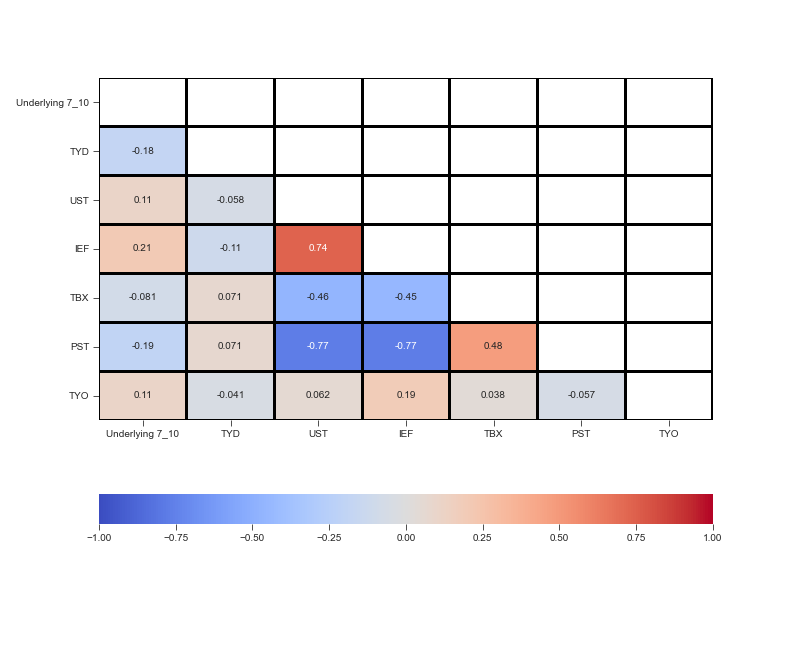 Underlying 7_10
TYD -0.18
UST 0.11 -0.058
IEF 0.21 -0.11 0.74
TBX -0.081 0.071 -0.46 -0.45
PST -0.19 0.071 -0.77 -0.77 0.48
TYO 0.11 -0.041 0.062 0.19 0.038 -0.057
Underlying 7_10 TYD UST IEF TBX PST TYO
−1.00 −0.75 −0.50 −0.25 0.00 0.25 0.50 0.75 1.00